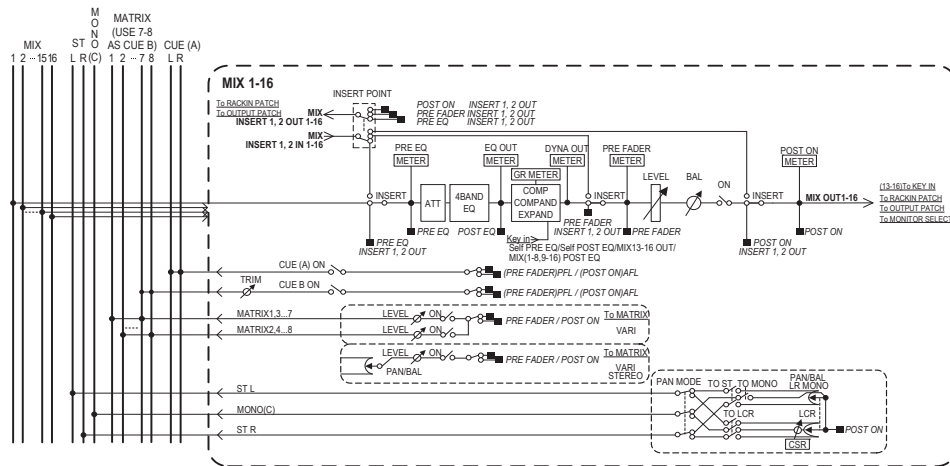 MIX
1 2 ··· 15 16
ST
L R
MONO
(C)
MATRIX
(USE 7-8
AS CUE B)
1 2 ··· 7 8
CUE (A)
L R
MIX 1-16
To RACKIN PATCH
To OUTPUT PATCH
MIX
INSERT 1, 2 OUT 1-16
MIX
INSERT 1, 2 IN 1-16
INSERT POINT
POST ON INSERT 1, 2 OUT
PRE FADER INSERT 1, 2 OUT
PRE EQ INSERT 1, 2 OUT
PRE EQ
METER
EQ OUT
METER
DYNA OUT
METER
PRE FADER
METER
POST ON
METER
GR METER
INSERT
ATT
4BAND
EQ
COMP
COMPAND
EXPAND
INSERT
LEVEL
BAL
ON
INSERT
MIX OUT1-16
(13-16)To KEY IN
To RACKIN PATCH
To OUTPUT PATCH
To MONITOR SELECT
PRE EQ
INSERT 1, 2 OUT
PRE EQ
POST EQ
Key in
Self PRE EQ/Self POST EQ/MIX13-16 OUT/
MIX(1-8,9-16) POST EQ
PRE FADER
INSERT 1, 2 OUT
PRE FADER
POST ON
INSERT 1, 2 OUT
POST ON
CUE (A) ON
(PRE FADER)PFL / (POST ON)AFL
TRIM
CUE B ON
(PRE FADER)PFL / (POST ON)AFL
MATRIX1,3...7
LEVEL
ON
PRE FADER / POST ON
To MATRIX
MATRIX2,4...8
LEVEL
ON
VARI
LEVEL
ON
PAN/BAL
PRE FADER / POST ON
To MATRIX
VARI
STEREO
ST L
MONO(C)
ST R
PAN MODE
TO ST
TO MONO
PAN/BAL
LR MONO
TO LCR
LCR
CSR
POST ON